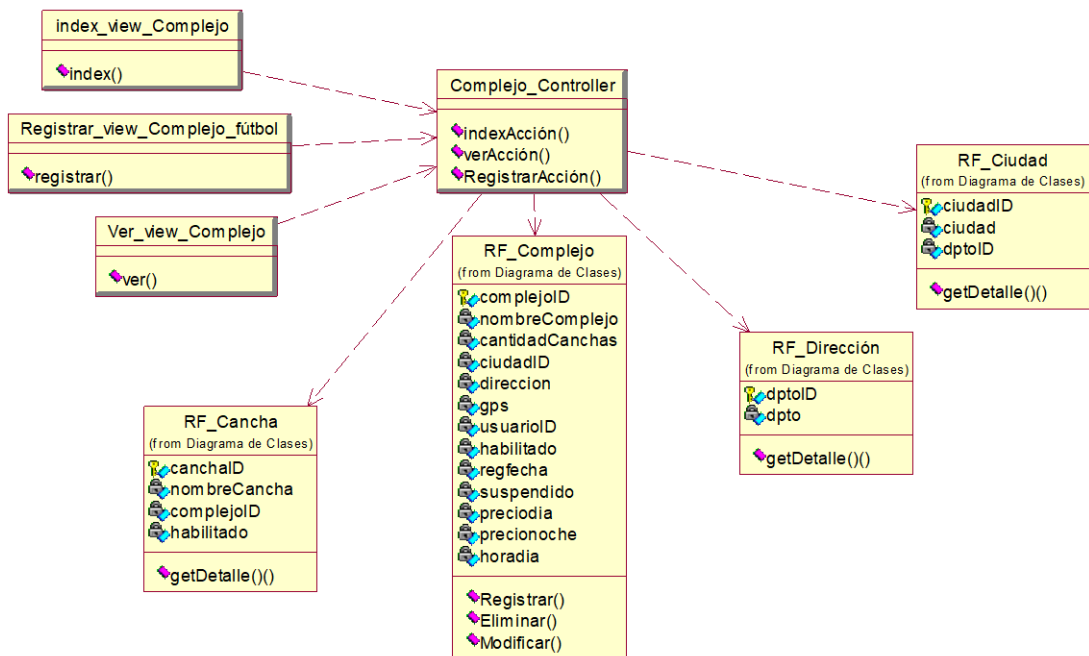 index_view_Complejo
index()
Registrar_view_Complejo_fútbol
registrar()
Ver_view_Complejo
ver()
Complejo_Controller
indexAcción()
verAcción()
RegistrarAcción()
RF_Ciudad
(from Diagrama de Clases)
ciudadID
ciudad
dptoID
getDetalle()()
RF_Complejo
(from Diagrama de Clases)
complejoID
nombreComplejo
cantidadCanchas
ciudadID
direccion
gps
usuarioID
habilitado
regfecha
suspendido
preciodia
precionoche
horadia
Registrar()
Eliminar()
Modificar()
RF_Dirección
(from Diagrama de Clases)
dptoID
dpto
getDetalle()()
RF_Cancha
(from Diagrama de Clases)
canchaID
nombreCancha
complejoID
habilitado
getDetalle()()